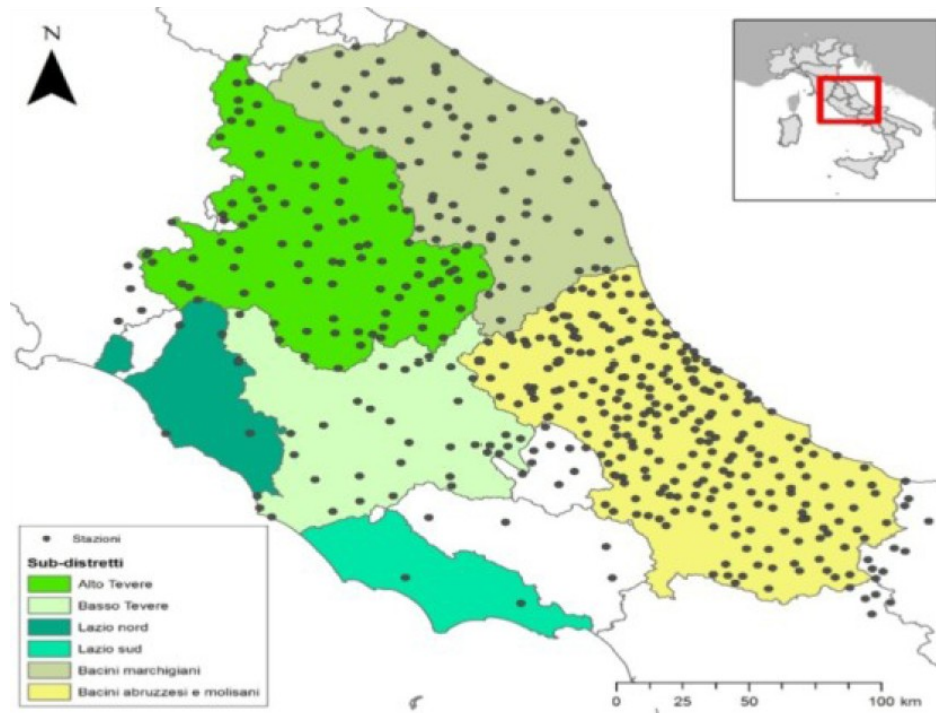 N
Stazioni
Sub-distretti
Alto Tevere
Basso Tevere
Lazio nord
Lazio sud
Bacini marchigiani
Bacini abruzzesi e molisani
0 25 50 100 km